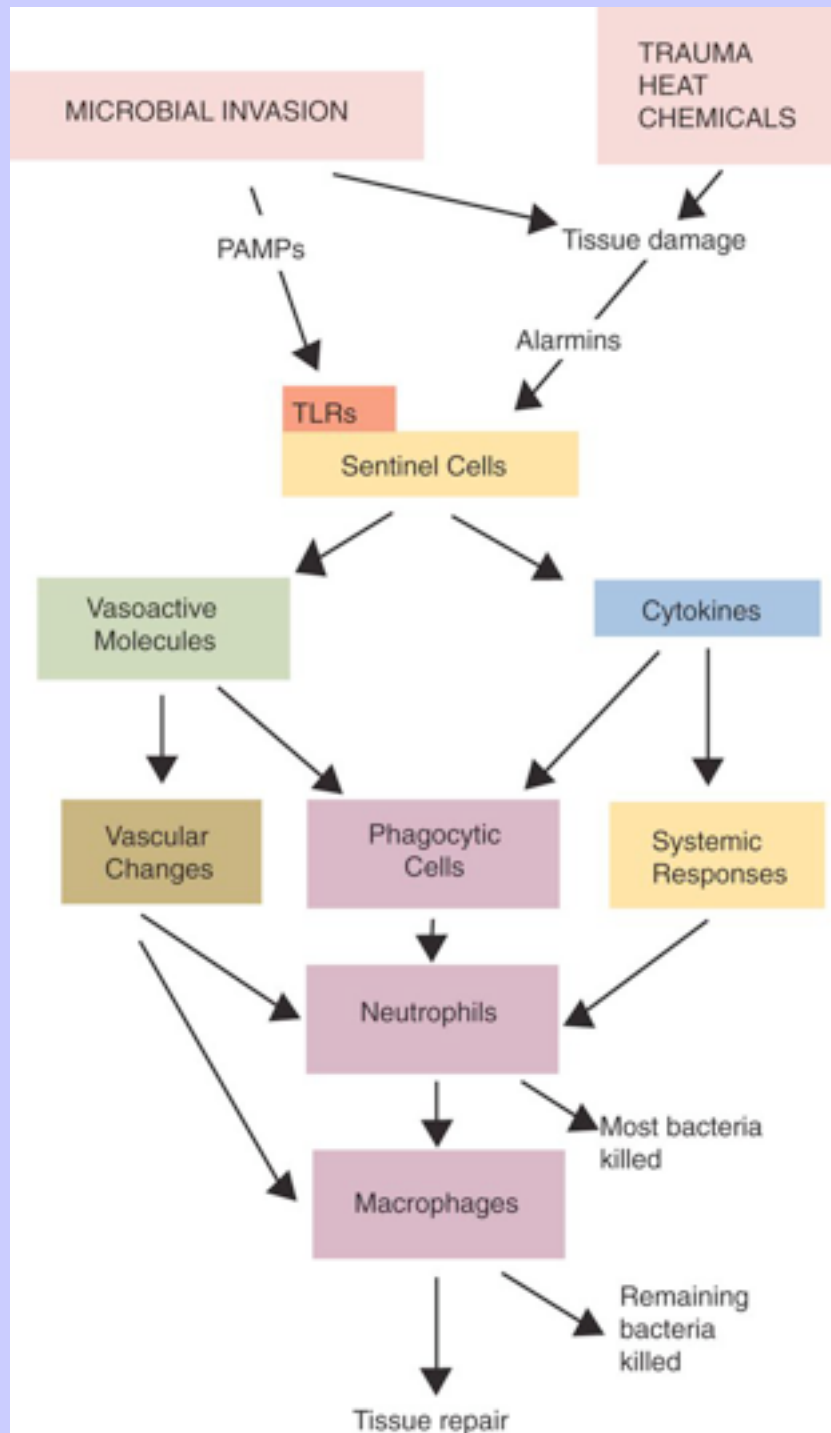 MICROBIAL INVASION
TRAUMA
HEAT
CHEMICALS
PAMPs
Tissue damage
Alarmins
TLRs
Sentinel Cells
Vasoactive
Molecules
Cytokines
Vascular
Changes
Phagocytic
Cells
Systemic
Responses
Neutrophils
Most bacteria
killed
Macrophages
Remaining
bacteria
killed
Tissue repair